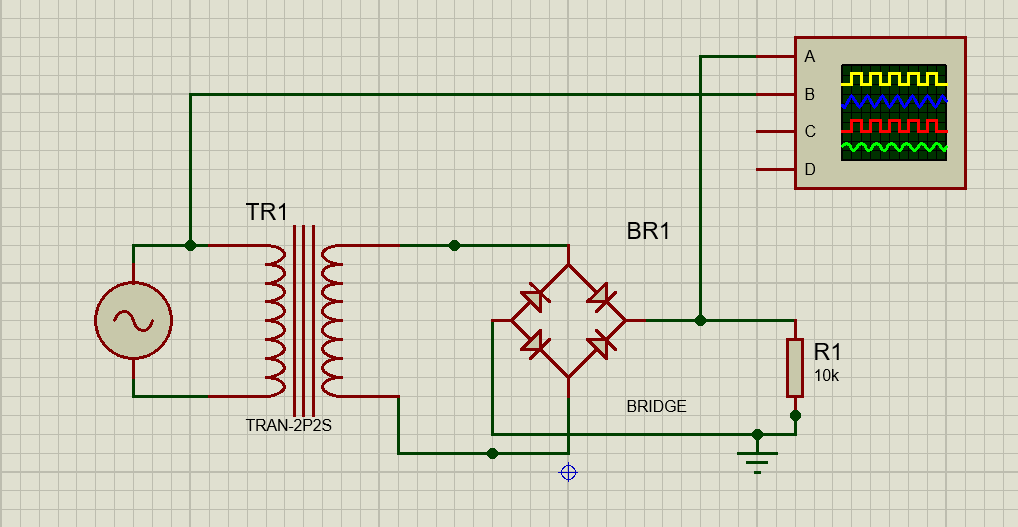 A
B
C
D
TR1
TRAN-2P2S
BR1
BRIDGE
R1
10k